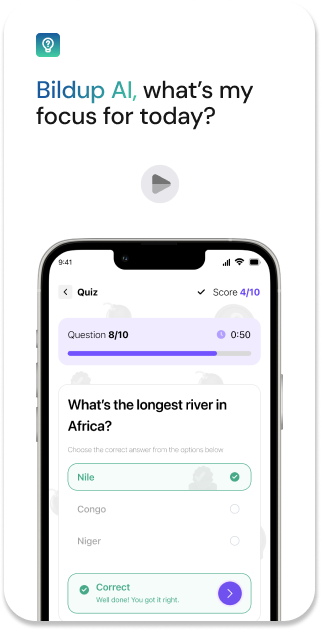 Bildup AI, what's my
focus for today?
9:41
Quiz
Score 4/10
Question 8/10
0:50
What's the longest river in
Africa?
Choose the correct answer from the options below
Nile
Congo
Niger
Correct
Well done! You got it right.